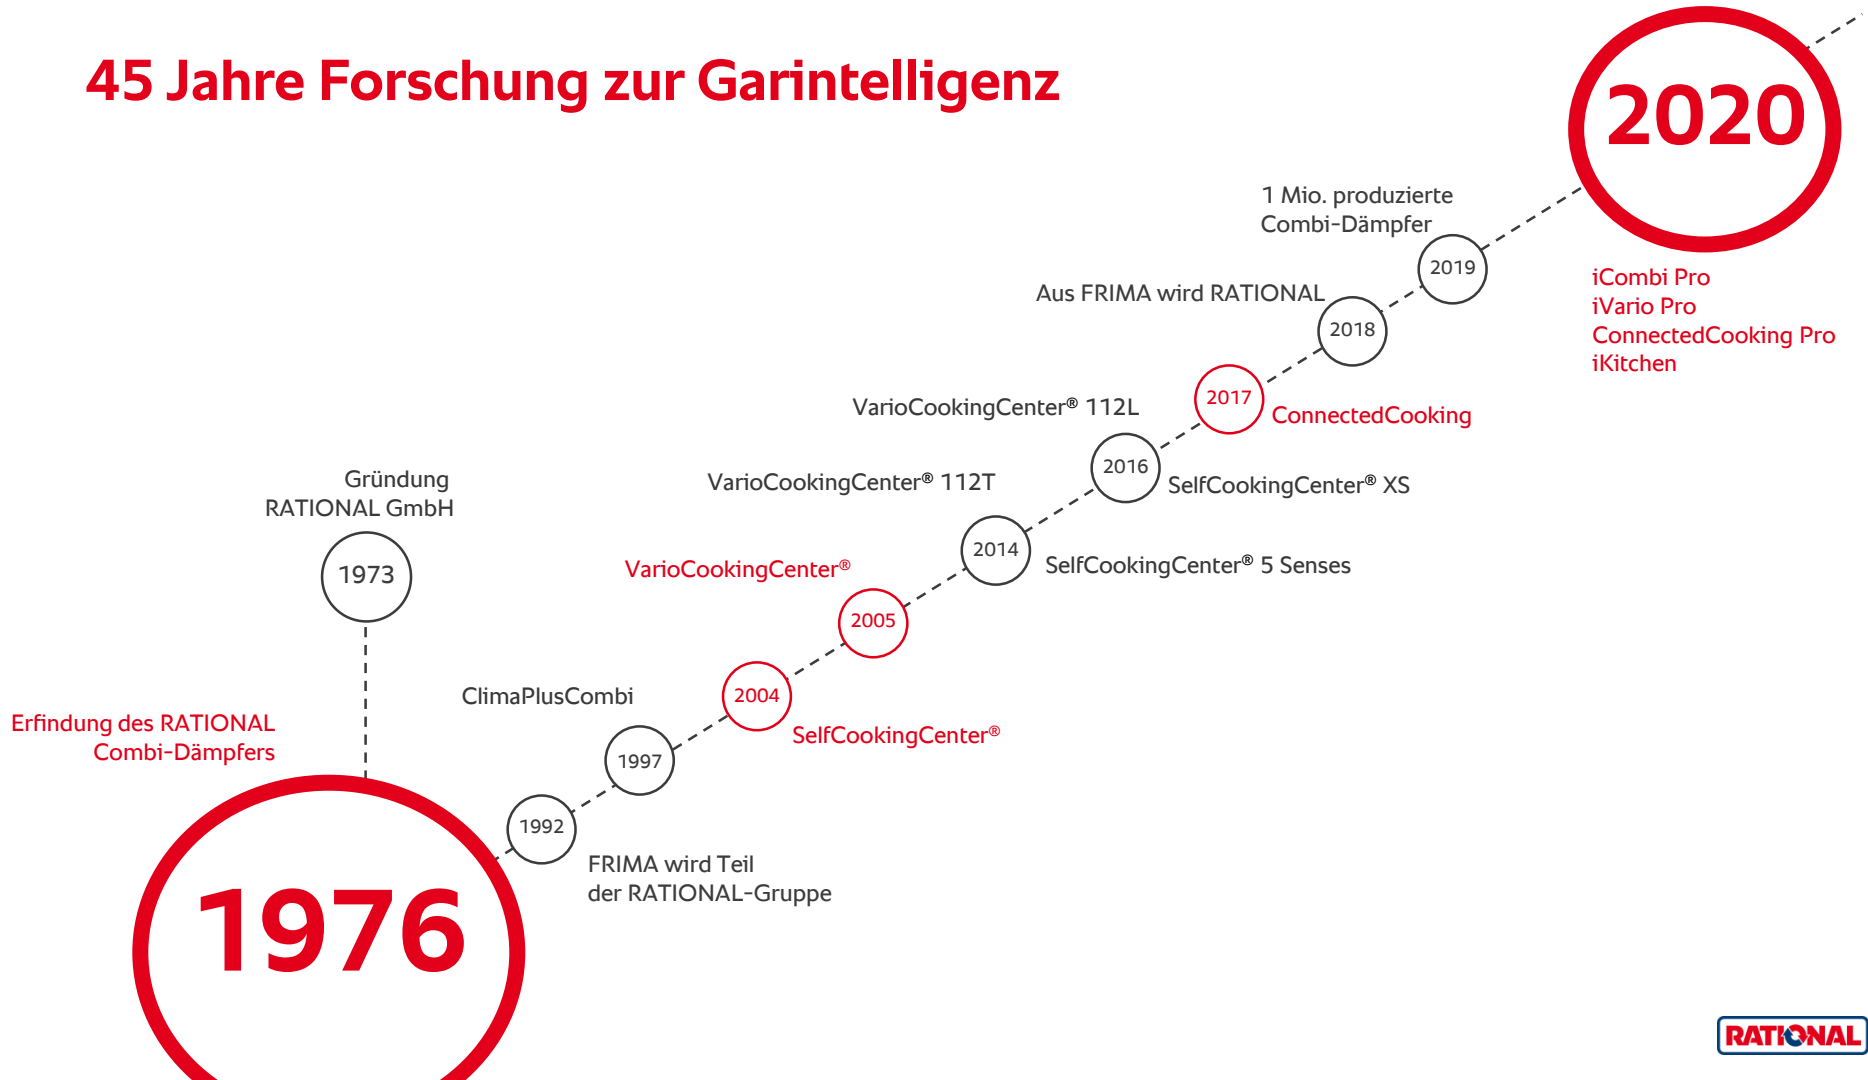 45 Jahre Forschung zur Garintelligenz
2020
1 Mio. produzierte
Combi-Dämpfer
2019
iCombi Pro
iVario Pro
ConnectedCooking Pro
iKitchen
Aus FRIMA wird RATIONAL
2018
2017
ConnectedCooking
VarioCookingCenter® 112L
2016
SelfCookingCenter® XS
VarioCookingCenter® 112T
2014
SelfCookingCenter® 5 Senses
Gründung
RATIONAL GmbH
1973
VarioCookingCenter®
2005
ClimaPlusCombi
2004
SelfCookingCenter®
Erfindung des RATIONAL
Combi-Dämpfers
1997
1992
FRIMA wird Teil
der RATIONAL-Gruppe
1976
RATIONAL